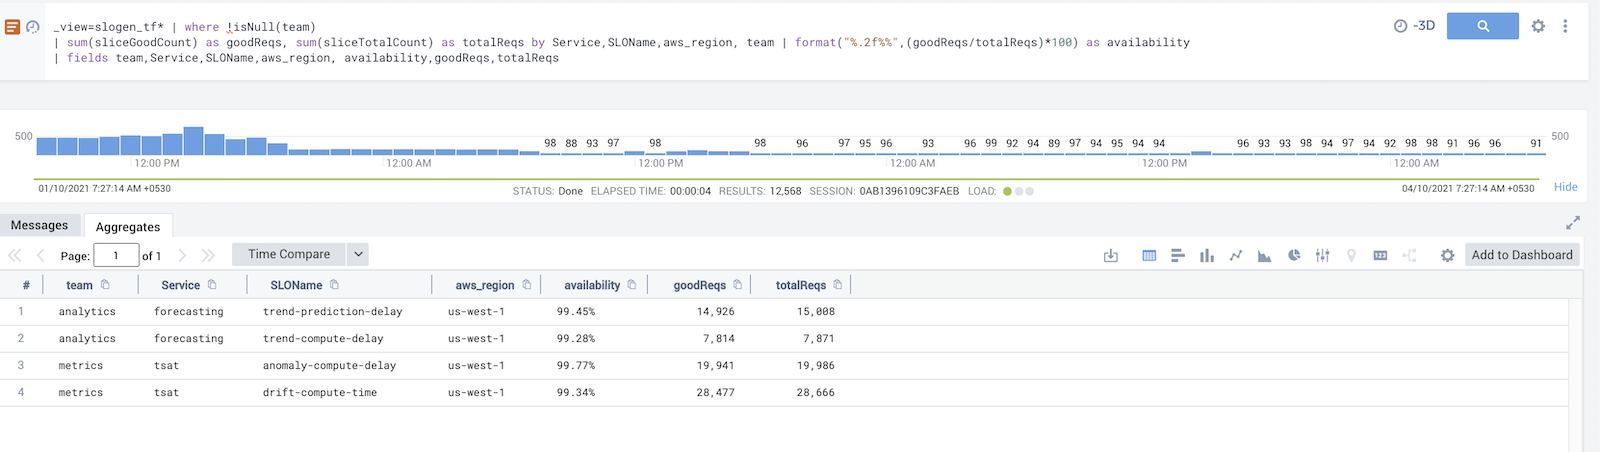 _view=slogen_tf* | where !isNull(team)
| sum(sliceGoodCount) as goodReqs, sum(sliceTotalCount) as totalReqs by Service,SLOName,aws_region, team | format("%.2f%%",(goodReqs/totalReqs)*100) as availability
| fields team,Service,SLOName,aws_region, availability,goodReqs,totalReqs
-3D
500 98 88 93 97 98 98 96 97 95 96 93 96 99 92 94 89 97 94 95 94 94 96 93 93 98 94 97 94 92 98 98 91 96 96 91 500
12:00 PM 12:00 AM 12:00 PM 12:00 AM 12:00 PM 12:00 AM
01/10/2021 7:27:14 AM +0530 STATUS: Done ELAPSED TIME: 00:00:04 RESULTS: 12,568 SESSION: 0AB1396109C3FAEB LOAD: 04/10/2021 7:27:14 AM +0530 Hide
Messages Aggregates
Page: 1 of 1 Time Compare Add to Dashboard
# team Service SLOName aws_region availability goodReqs totalReqs
1 analytics forecasting trend-prediction-delay us-west-1 99.45% 14,926 15,008
2 analytics forecasting trend-compute-delay us-west-1 99.28% 7,814 7,871
3 metrics tsat anomaly-compute-delay us-west-1 99.77% 19,941 19,986
4 metrics tsat drift-compute-time us-west-1 99.34% 28,477 28,666